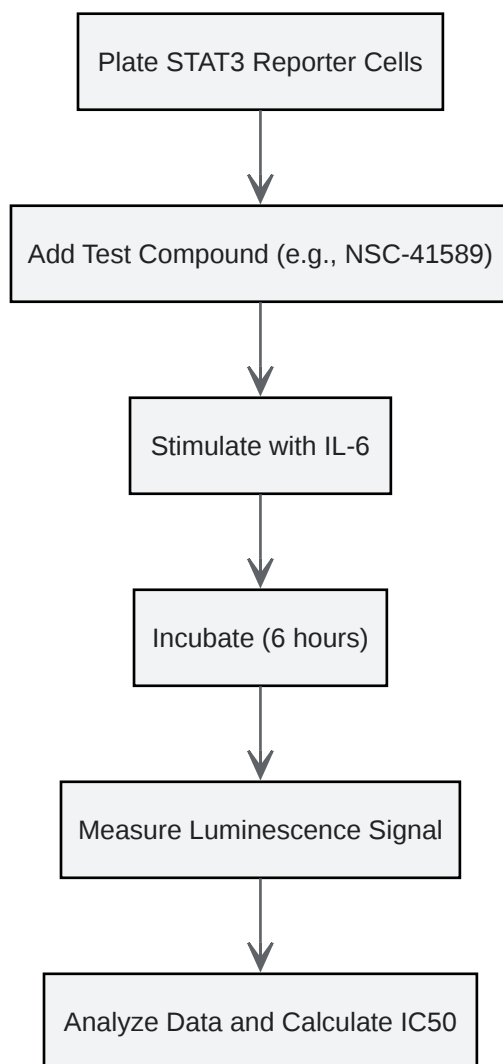 Plate STAT3 Reporter Cells
Add Test Compound (e.g., NSC-41589)
Stimulate with IL-6
Incubate (6 hours)
Measure Luminescence Signal
Analyze Data and Calculate IC50